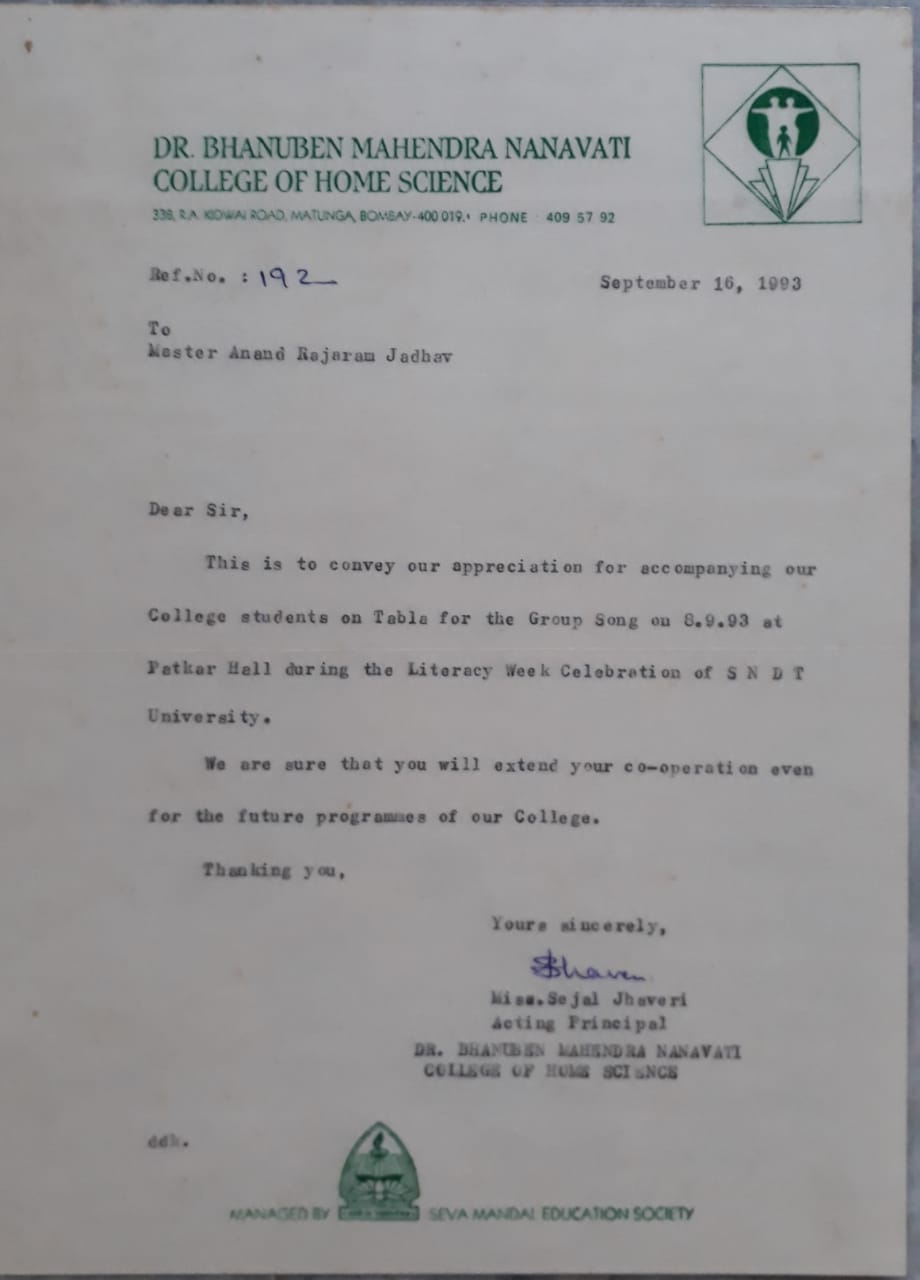 DR. BHANUBEN MAHENDRA NANAVATI
COLLEGE OF HOME SCIENCE
338, R.A. KIDWAI ROAD, MATUNGA, BOMBAY-400 019. PHONE 409 57 92
Ref.No. : 192
September 16, 1993
To
Master Anand Rajaram Jadhav
Dear Sir,
This is to convey our appreciation for accompanying our
College students on Tabla for the Group Song on 8.9.93 at
Patkar Hall during the Literacy Week Celebration of S N D T
University.
We are sure that you will extend your co-operation even
for the future programmes of our College.
Thanking you,
Yours sincerely,
Miss.Sejal Jhaveri
Acting Principal
DR. BHANUBEN MAHENDRA NANAVATI
COLLEGE OF HOME SCIENCE
MANAGED BY SEVA MANDAL EDUCATION SOCIETY